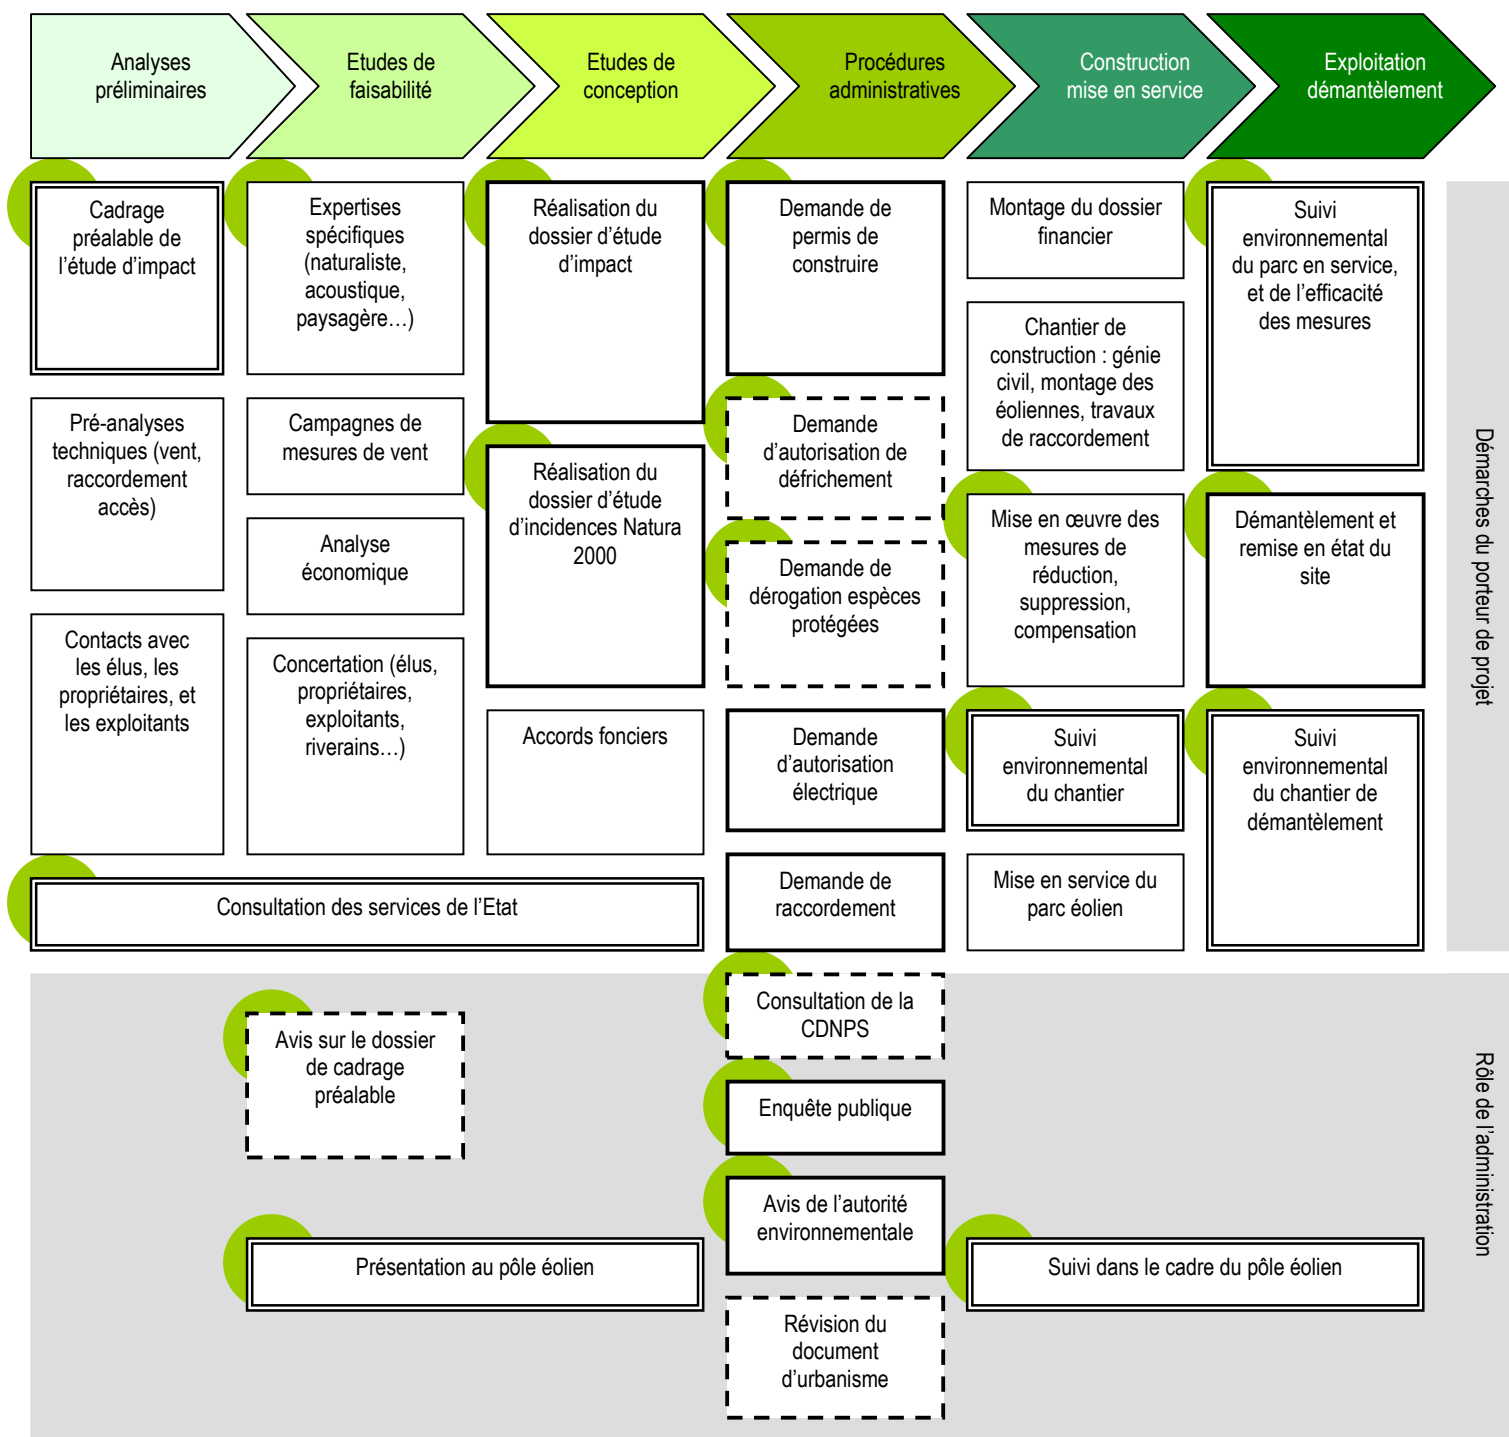 Analyses
préliminaires
Etudes de
faisabilité
Etudes de
conception
Procédures
administratives
Construction
mise en service
Exploitation
démantèlement
Cadrage
préalable de
l’étude d’impact
Pré-analyses
techniques (vent,
raccordement
accès)
Contacts avec
les élus, les
propriétaires, et
les exploitants
Expertises
spécifiques
(naturaliste,
acoustique,
paysagère…)
Campagnes de
mesures de vent
Analyse
économique
Concertation (élus,
propriétaires,
exploitants,
riverains…)
Réalisation du
dossier d’étude
d’impact
Réalisation du
dossier d’étude
d’incidences Natura
2000
Accords fonciers
Consultation des services de l’Etat
Demande de
permis de
construire
Demande
d’autorisation de
défrichement
Demande de
dérogation espèces
protégées
Demande
d’autorisation
électrique
Demande de
raccordement
Montage du dossier
financier
Chantier de
construction : génie
civil, montage des
éoliennes, travaux
de raccordement
Mise en œuvre des
mesures de
réduction,
suppression,
compensation
Suivi
environnemental
du chantier
Mise en service du
parc éolien
Suivi
environnemental
du parc en service,
et de l’efficacité
des mesures
Démantèlement et
remise en état du
site
Suivi
environnemental
du chantier de
démantèlement
Démarches du porteur de projet
Avis sur le dossier
de cadrage
préalable
Présentation au pôle éolien
Consultation de la
CDNPS
Enquête publique
Avis de l’autorité
environnementale
Révision du
document
d’urbanisme
Suivi dans le cadre du pôle éolien
Rôle de l’administration